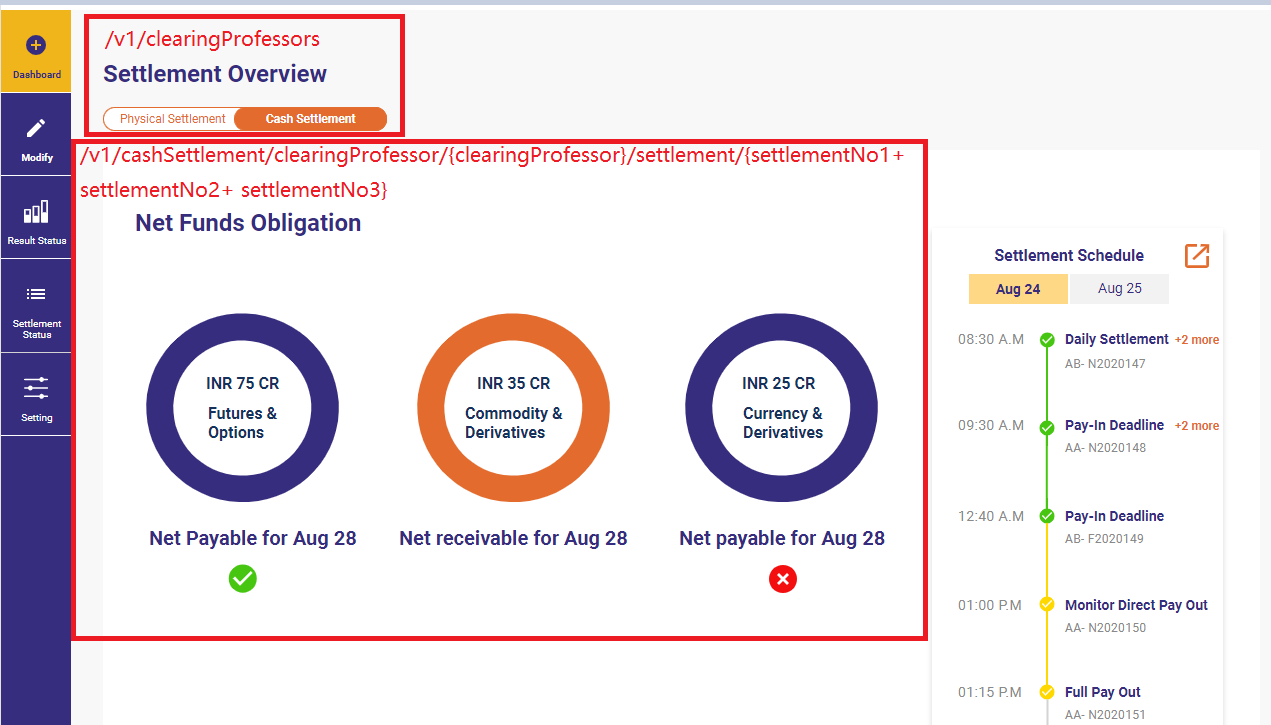 Dashboard
Modify
Result Status
Settlement
Status
Setting
/v1/clearingProfessors
Settlement Overview
Physical Settlement
Cash Settlement
/v1/cashSettlement/clearingProfessor/{clearingProfessor}/settlement/{settlementNo1+
settlementNo2+ settlementNo3}
Net Funds Obligation
INR 75 CR
Futures &
Options
Net Payable for Aug 28
INR 35 CR
Commodity &
Derivatives
Net receivable for Aug 28
INR 25 CR
Currency &
Derivatives
Net payable for Aug 28
Settlement Schedule
Aug 24
Aug 25
08:30 A.M Daily Settlement +2 more
AB- N2020147
09:30 A.M Pay-In Deadline +2 more
AA- N2020148
12:40 A.M Pay-In Deadline
AB- F2020149
01:00 P.M Monitor Direct Pay Out
AA- N2020150
01:15 P.M Full Pay Out
AA- N2020151